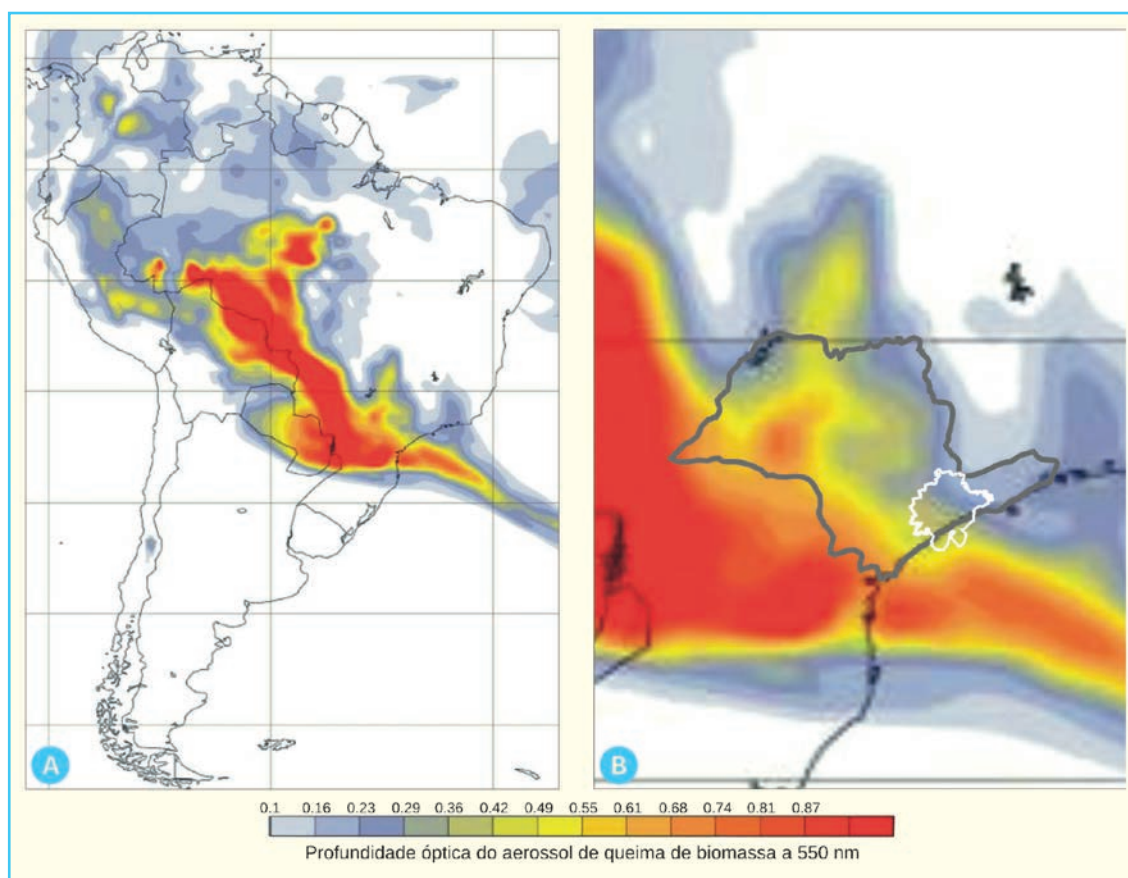 A
B
0.1 0.16 0.23 0.29 0.36 0.42 0.49 0.55 0.61 0.68 0.74 0.81 0.87
Profundidade óptica do aerossol de queima de biomassa a 550 nm